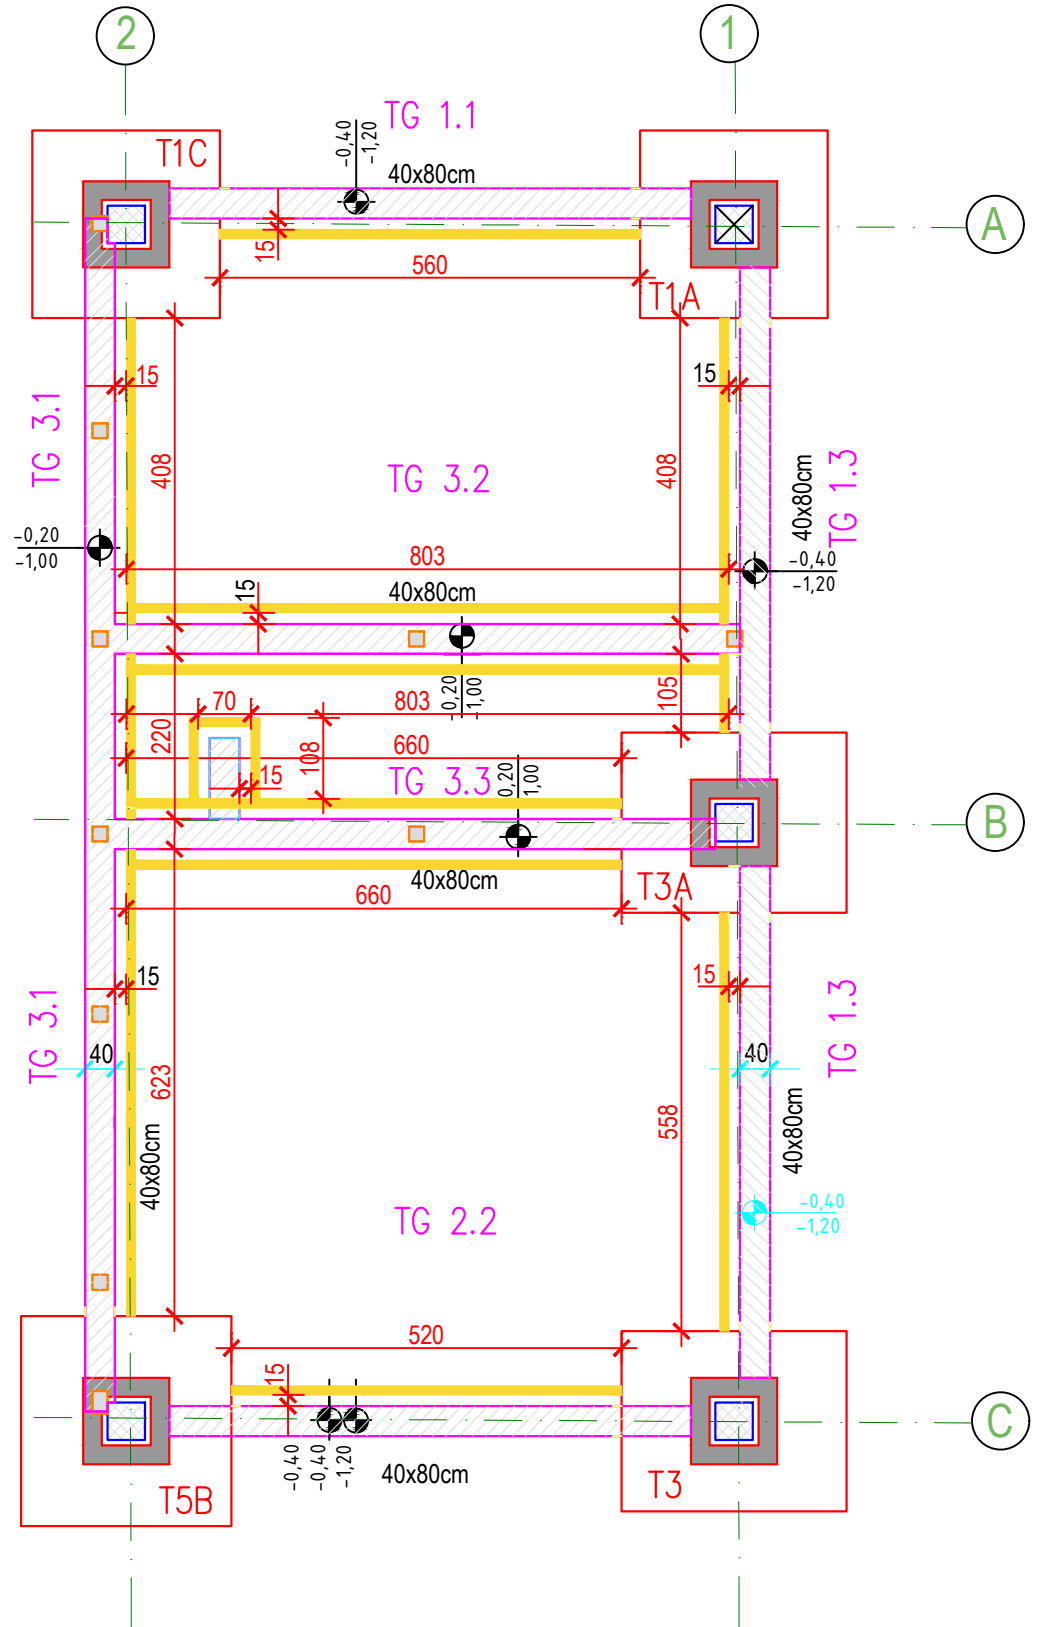 2
1
TG 1.1
-0,40
-1,20
40x80cm
T1C
A
15
560
T1A
15
15
TG 3.1
408
408
TG 3.2
40x80cm
TG 1.3
-0,20
-1,00
803
-0,40
-1,20
15
40x80cm
-0,20
-1,00
105
70
803
220
660
108
15
TG 3.3
0,20
1,00
B
40x80cm
T3A
660
15
15
TG 3.1
TG 1.3
40
40
623
558
40x80cm
40x80cm
-0,40
-1,20
TG 2.2
520
15
C
-0,40
-0,40
-1,20
40x80cm
T5B
T3